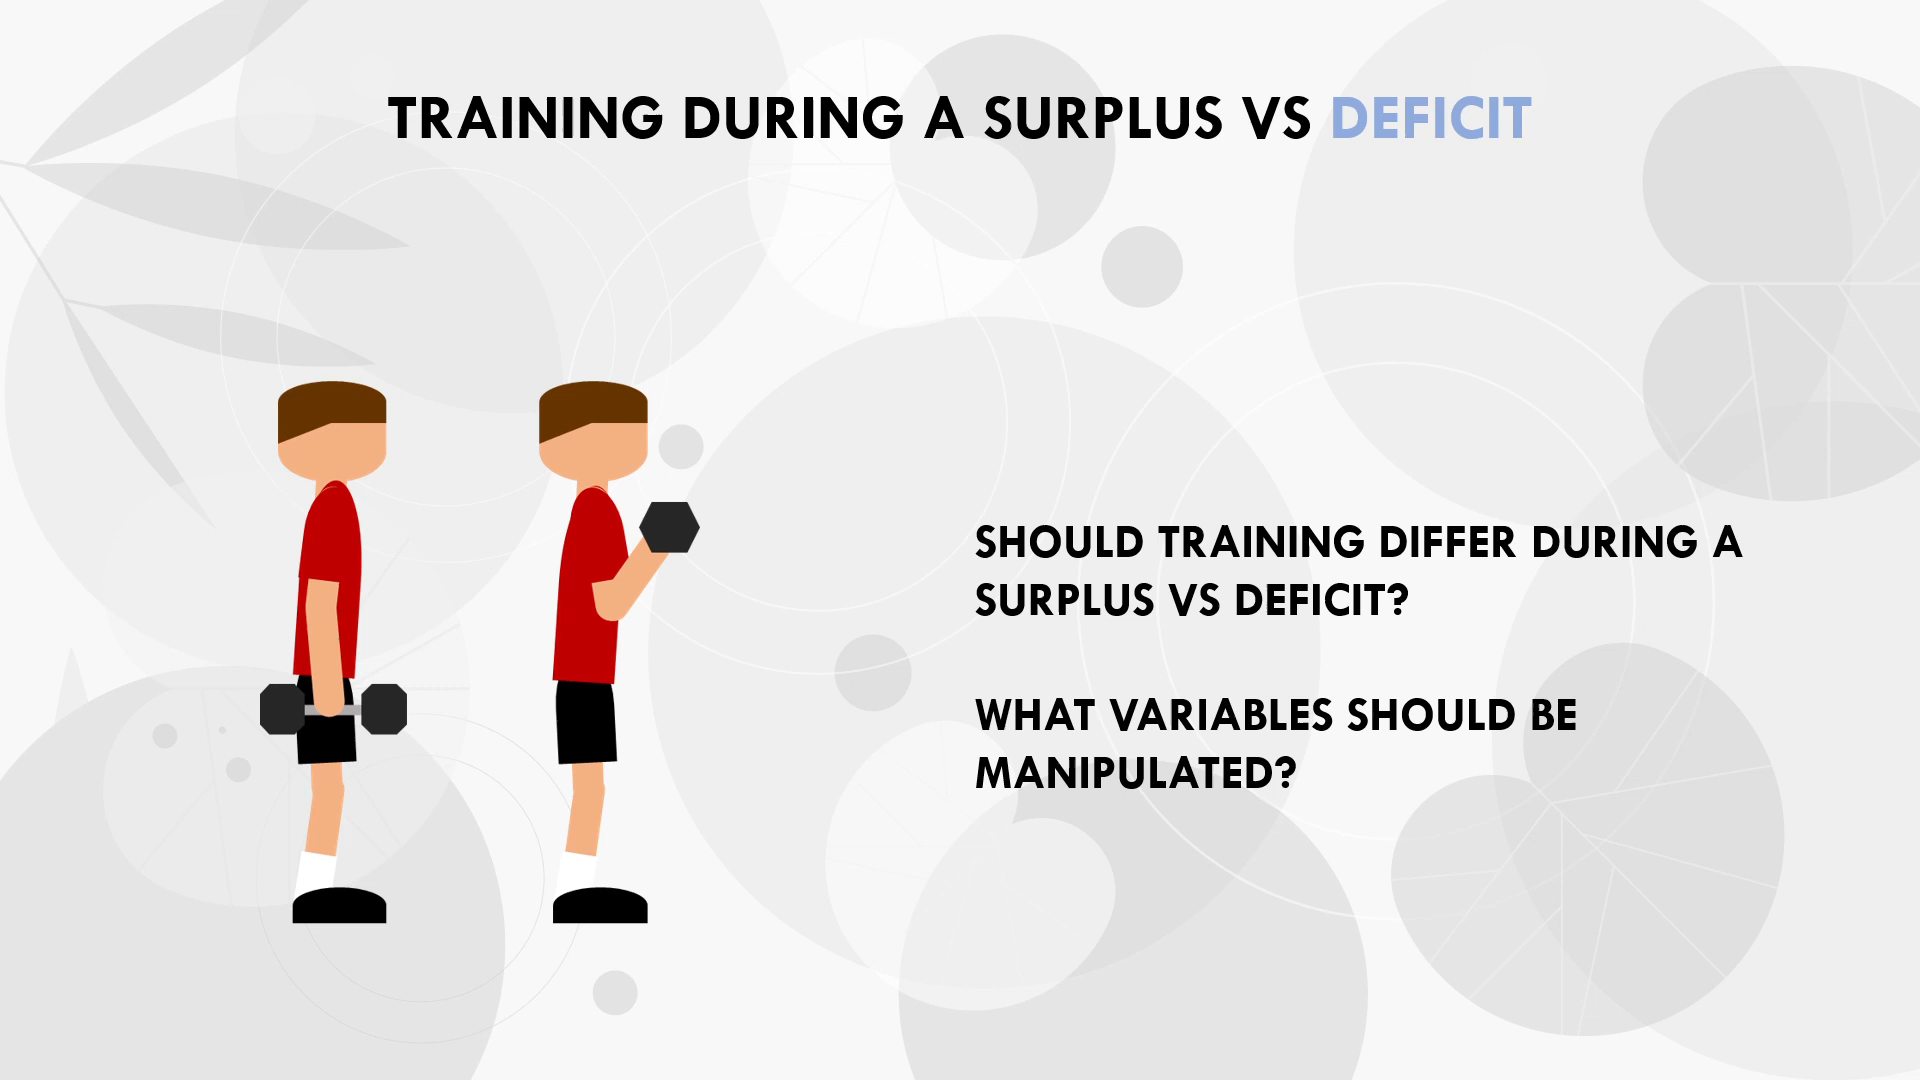 TRAINING DURING A SURPLUS VS DEFICIT
SHOULD TRAINING DIFFER DURING A
SURPLUS VS DEFICIT?
WHAT VARIABLES SHOULD BE
MANIPULATED?